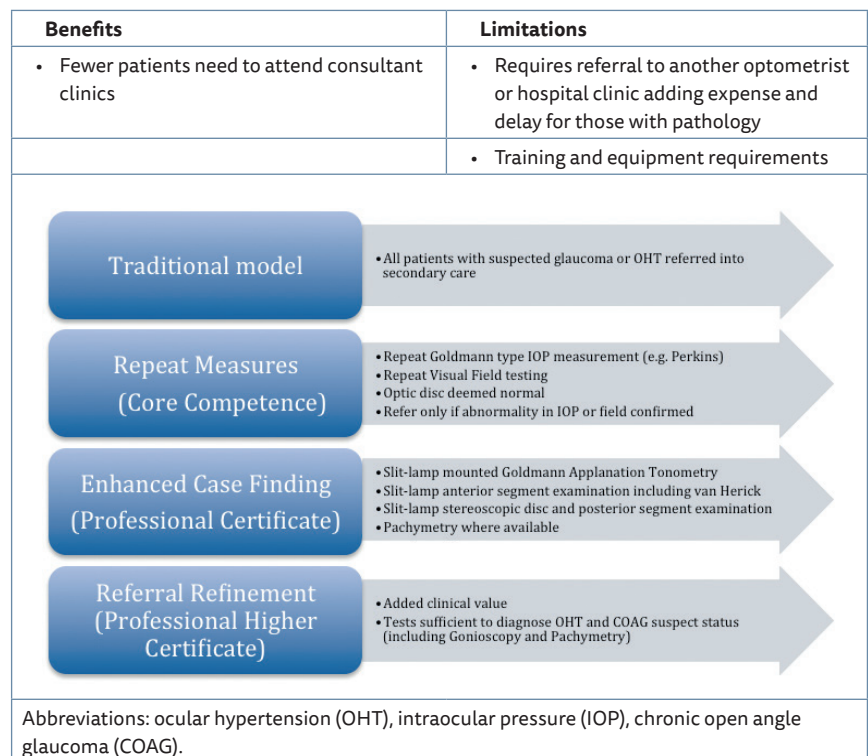 Benefits
Limitations
• Fewer patients need to attend consultant
clinics
• Requires referral to another optometrist
or hospital clinic adding expense and
delay for those with pathology
• Training and equipment requirements
Traditional model
• All patients with suspected glaucoma or OHT referred into
secondary care
Repeat Measures
(Core Competence)
• Repeat Goldmann type IOP measurement (e.g. Perkins)
• Repeat Visual Field testing
• Optic disc deemed normal
• Refer only if abnormality in IOP or field confirmed
Enhanced Case Finding
(Professional Certificate)
• Slit-lamp mounted Goldmann Applanation Tonometry
• Slit-lamp anterior segment examination including van Herick
• Slit-lamp stereoscopic disc and posterior segment examination
• Pachymetry where available
Referral Refinement
(Professional Higher
Certificate)
• Added clinical value
• Tests sufficient to diagnose OHT and COAG suspect status
(including Gonioscopy and Pachymetry)
Abbreviations: ocular hypertension (OHT), intraocular pressure (IOP), chronic open angle
glaucoma (COAG).